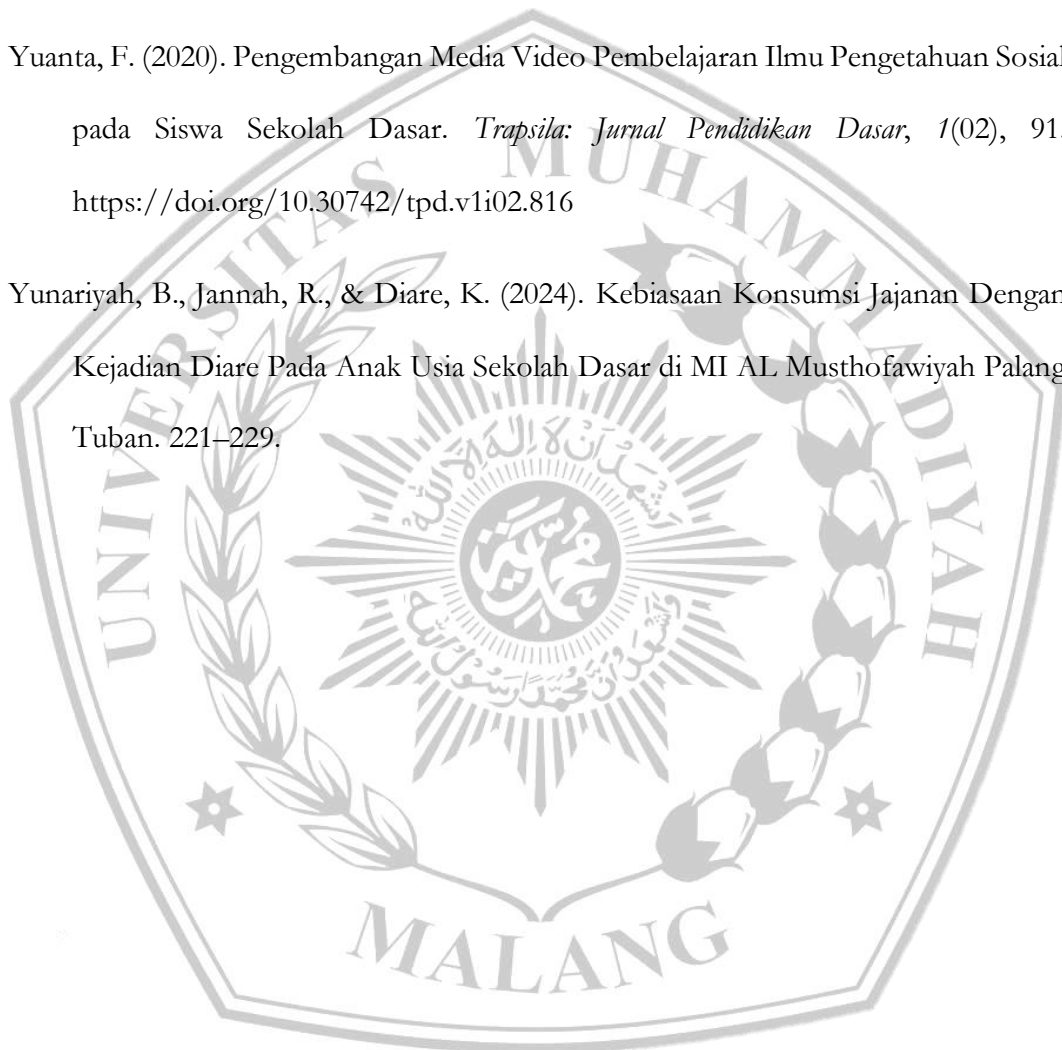 Yuanta, F. (2020). Pengembangan Media Video Pembelajaran Ilmu Pengetahuan Sosial
pada Siswa Sekolah Dasar. Trapsila: Jurnal Pendidikan Dasar, 1(02), 91.
https://doi.org/10.30742/tpd.v1i02.816
Yunariyah, B., Jannah, R., & Diare, K. (2024). Kebiasaan Konsumsi Jajanan Dengan
Kejadian Diare Pada Anak Usia Sekolah Dasar di MI AL Musthofawiyah Palang
Tuban. 221–229.
UNIVERSITAS MUHAMMADIYAH
MALANG